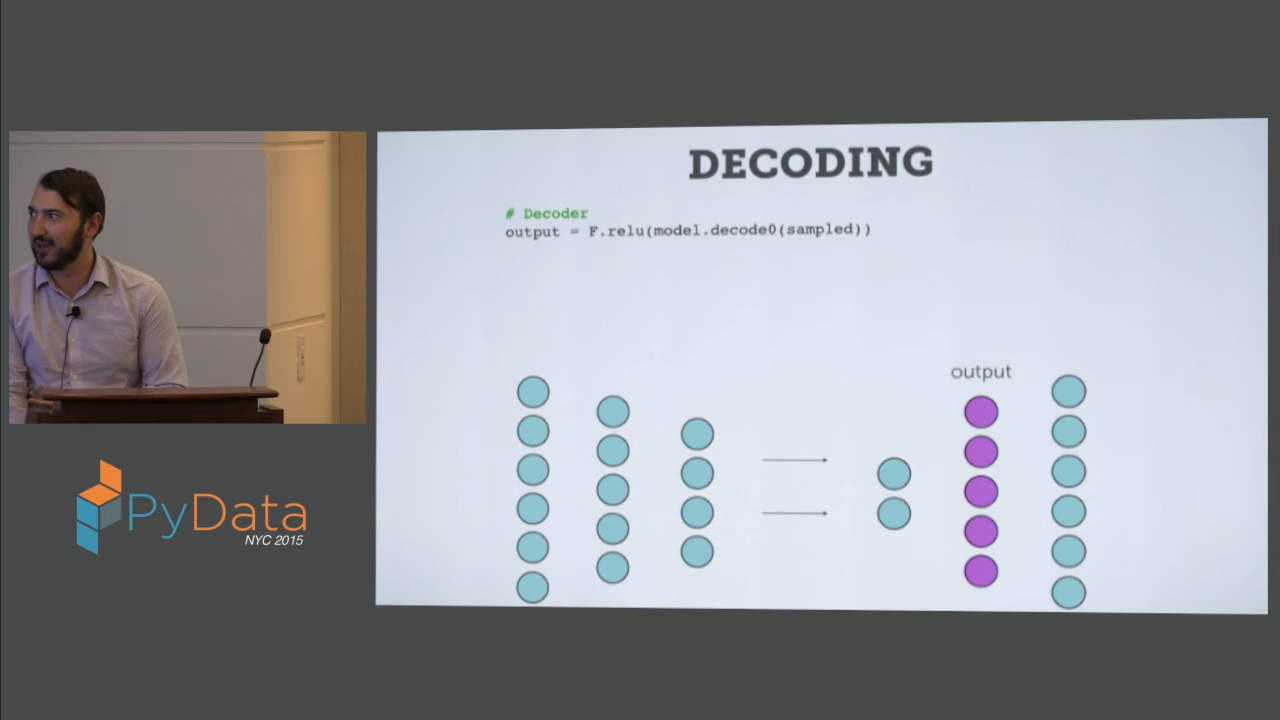 DECODING
# Decoder
output = F.relu(model.decode0(sampled))
output
PyData
NYC 2015